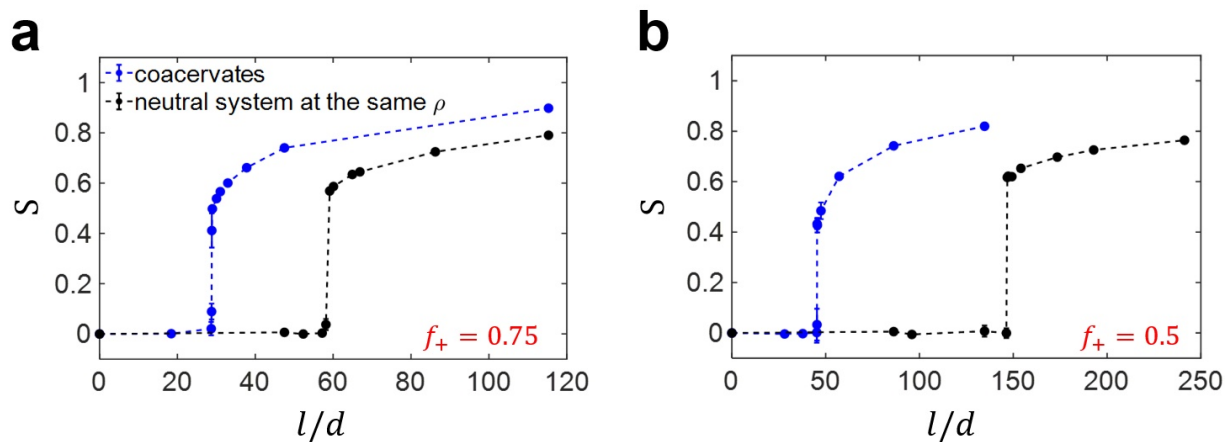 a
coacervates
neutral system at the same ρ
1
0.8
0.6
0.4
0.2
0
S
0 20 40 60 80 100 120
l/d
f₊ = 0.75
b
1
0.8
0.6
0.4
0.2
0
S
0 50 100 150 200 250
l/d
f₊ = 0.5